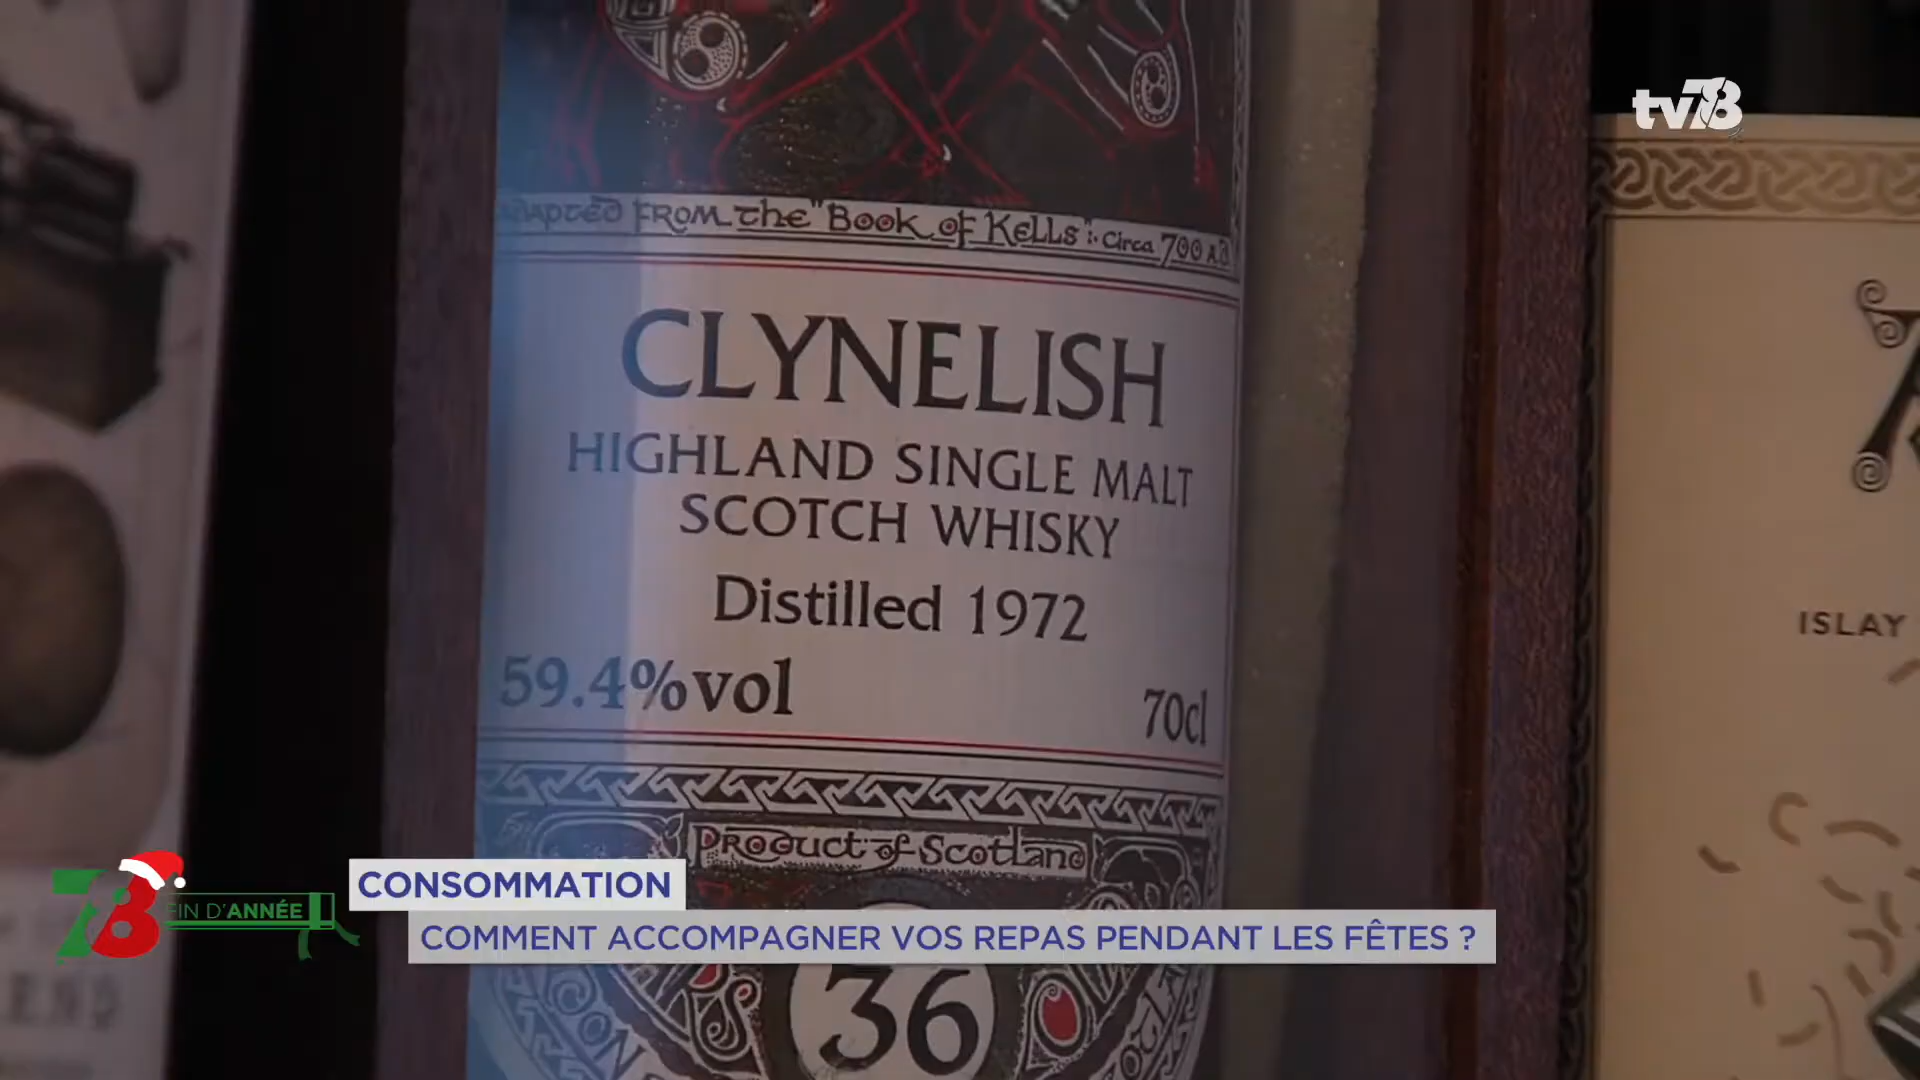 tv78
ADAPTED FROM the "BOOK of KELLS" :· Circa 700 A.D
CLYNELISH
HIGHLAND SINGLE MALT
SCOTCH WHISKY
Distilled 1972
59.4%vol
70cl
Product of Scotland
36
ISLAY
78
FIN D'ANNÉE
CONSOMMATION
COMMENT ACCOMPAGNER VOS REPAS PENDANT LES FÊTES ?